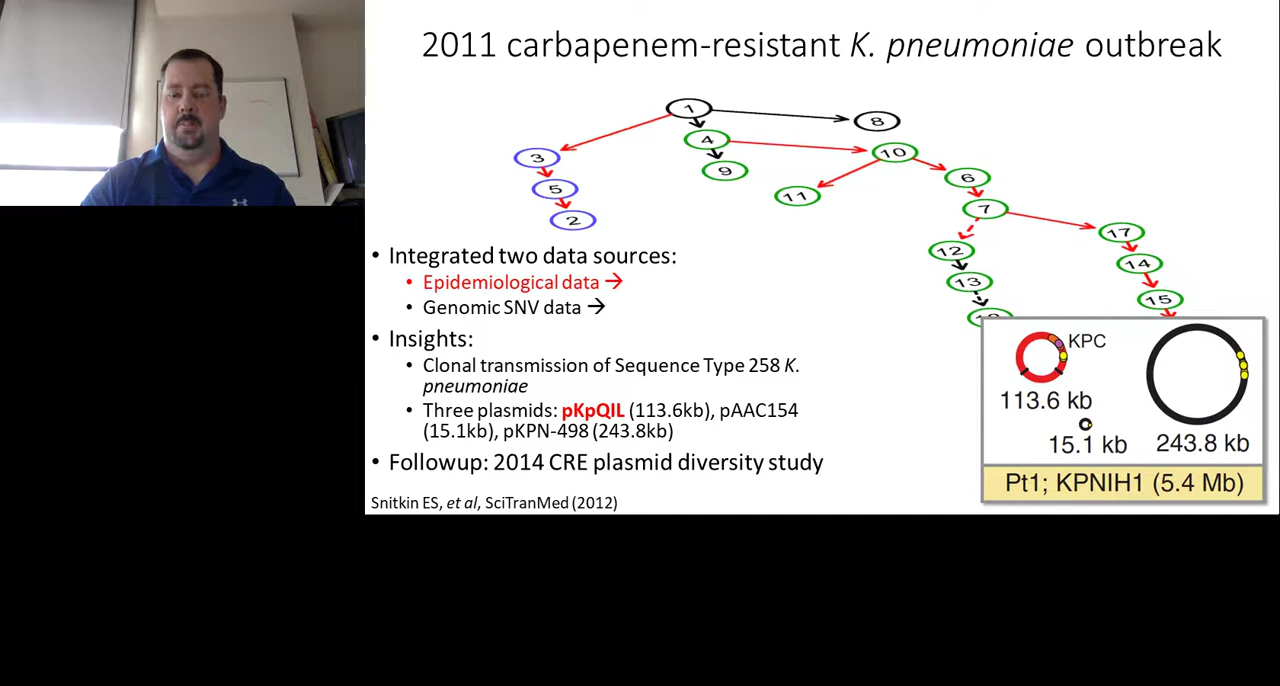 2011 carbapenem-resistant K. pneumoniae outbreak
1
8
4
10
3
9
6
5
11
7
2
17
12
14
13
15
• Integrated two data sources:
• Epidemiological data →
• Genomic SNV data →
• Insights:
• Clonal transmission of Sequence Type 258 K.
pneumoniae
• Three plasmids: pKpQIL (113.6kb), pAAC154
(15.1kb), pKPN-498 (243.8kb)
• Followup: 2014 CRE plasmid diversity study
Snitkin ES, et al, SciTranMed (2012)
KPC
113.6 kb
15.1 kb
243.8 kb
Pt1; KPNIH1 (5.4 Mb)